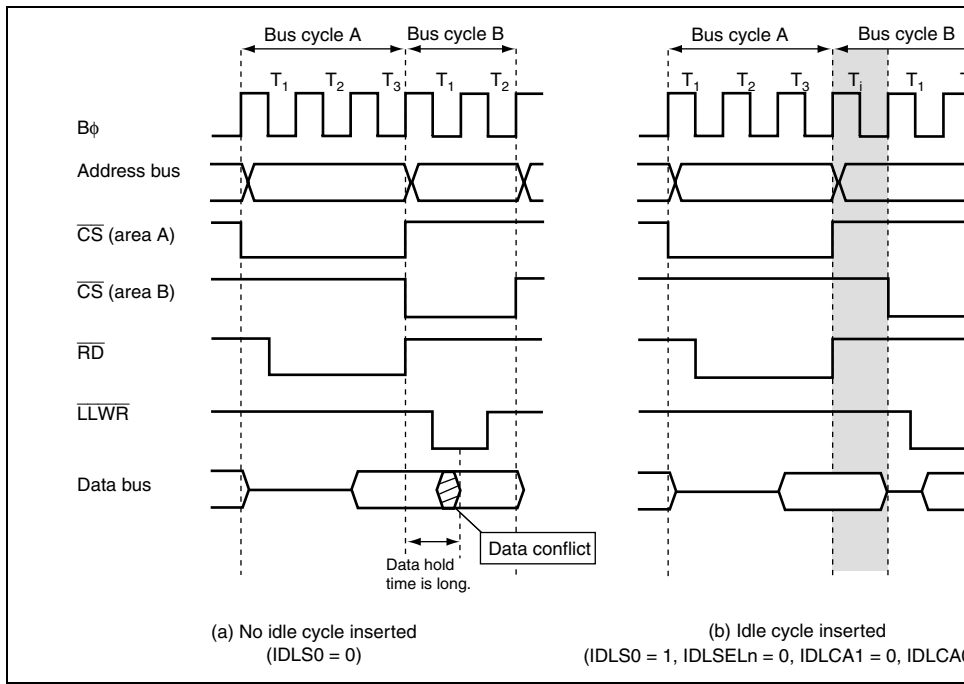 Bus cycle A Bus cycle B
T1 T2 T3 T1 T2
Bφ
Address bus
CS (area A)
CS (area B)
RD
LLWR
Data bus
Data conflict
Data hold
time is long.
(a) No idle cycle inserted
(IDLS0 = 0)
Bus cycle A Bus cycle B
T1 T2 T3 Ti T1
(b) Idle cycle inserted
(IDLS0 = 1, IDLSELn = 0, IDLCA1 = 0,